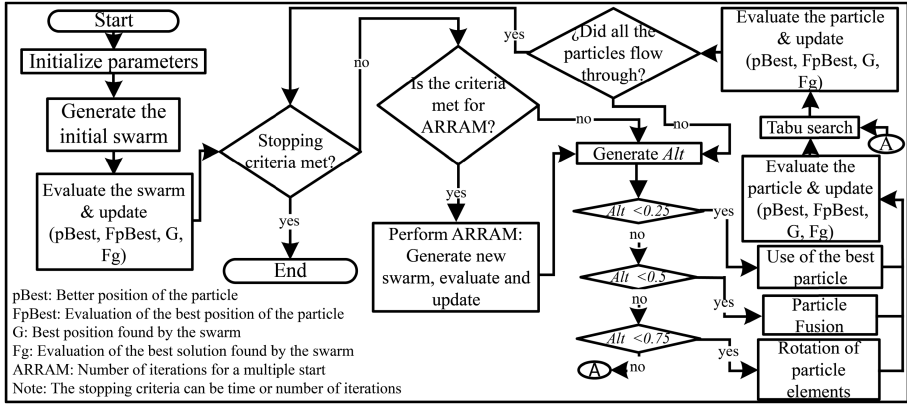 Start
Initialize parameters
Generate the
initial swarm
Evaluate the swarm
& update
(pBest, FpBest, G,
Fg)
Stopping
criteria met?
yes
End
no
Is the criteria
met for
ARRAM?
no
yes
Perform ARRAM:
Generate new
swarm, evaluate and
update
yes
¿Did all the
particles flow
through?
no
Generate Alt
Alt <0.25
yes
no
Alt <0.5
yes
no
Alt <0.75
yes
no
A
Evaluate the particle
& update
(pBest, FpBest, G,
Fg)
Tabu search
A
Evaluate the
particle & update
(pBest, FpBest,
G, Fg)
Use of the best
particle
Particle
Fusion
Rotation of
particle
elements
pBest: Better position of the particle
FpBest: Evaluation of the best position of the particle
G: Best position found by the swarm
Fg: Evaluation of the best solution found by the swarm
ARRAM: Number of iterations for a multiple start
Note: The stopping criteria can be time or number of iterations